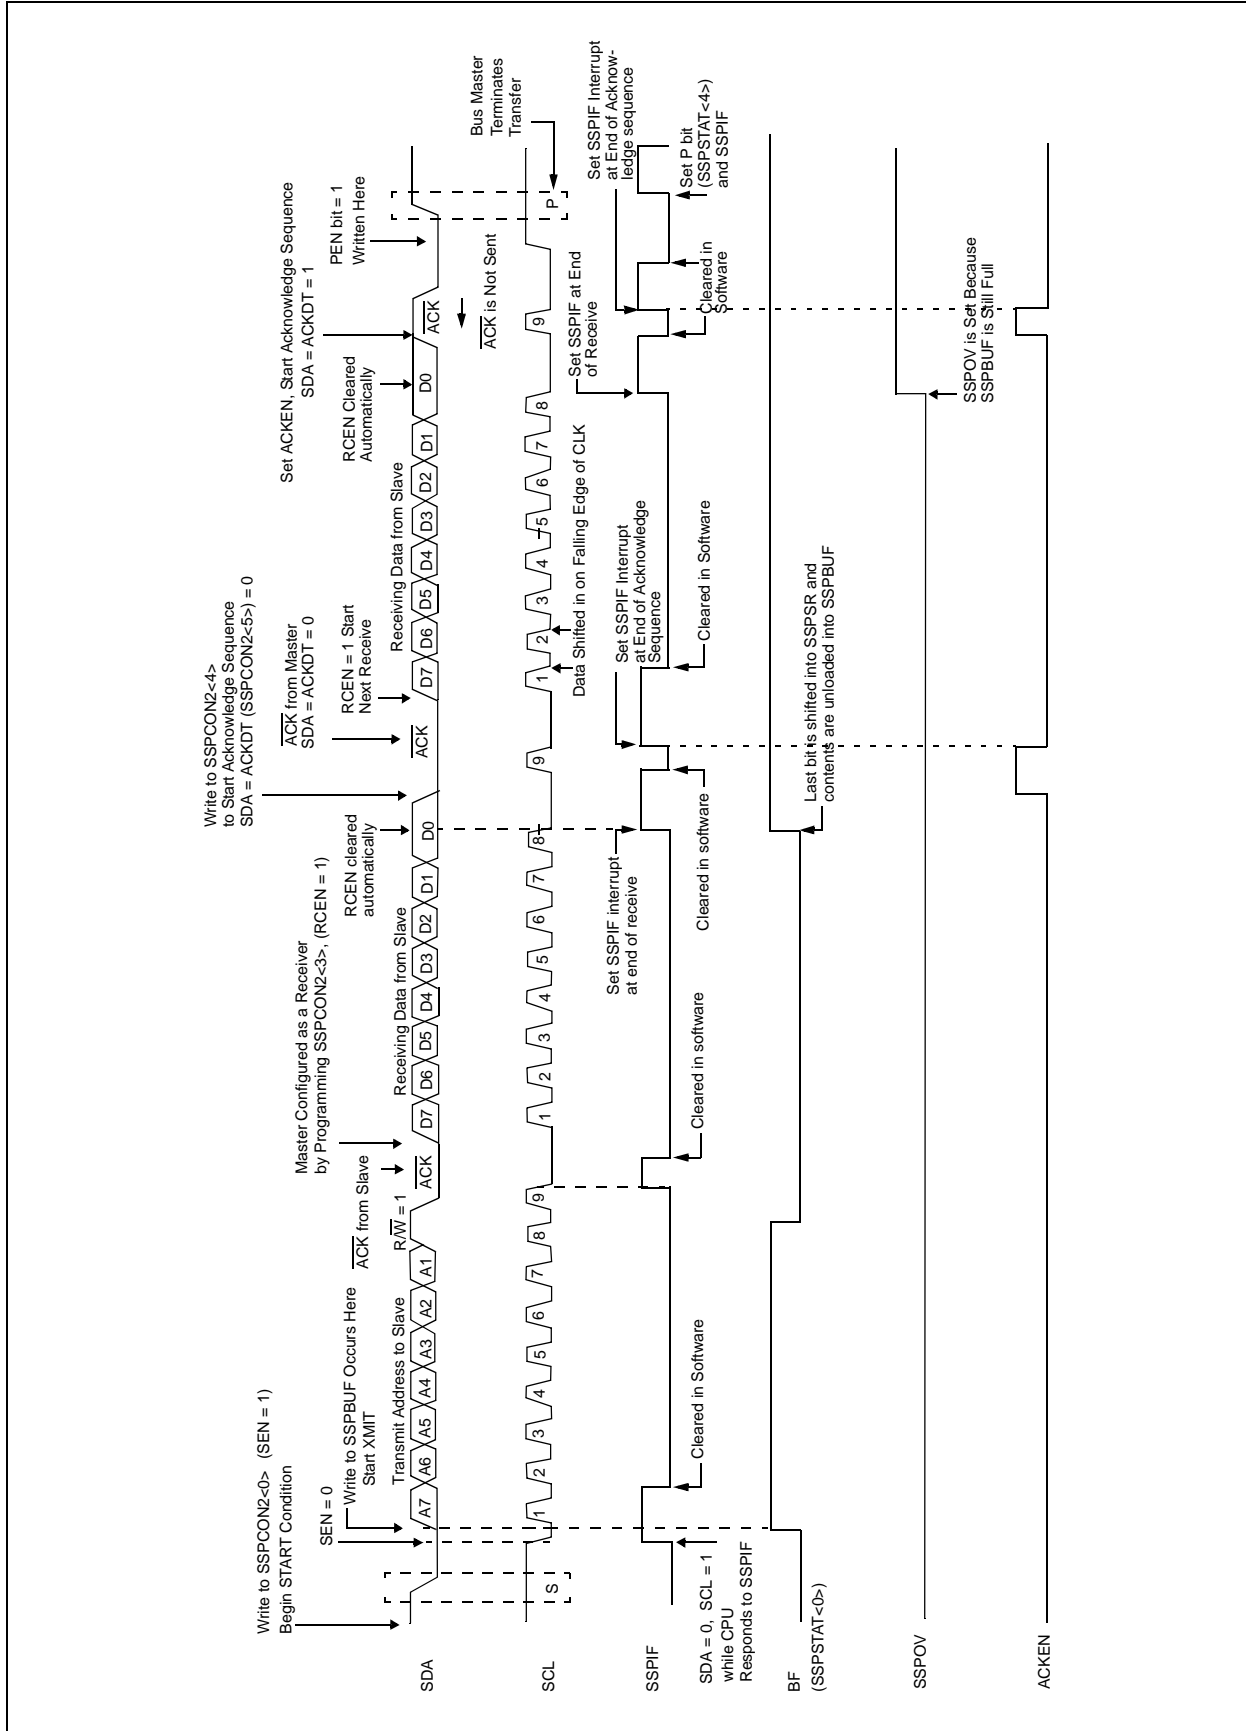 Write to SSPCON2<0> (SEN = 1)
Begin START Condition
SEN = 0
Write to SSPBUF Occurs Here
Start XMIT
ACK from Slave
Master Configured as a Receiver
by Programming SSPCON2<3>, (RCEN = 1)
RCEN cleared
automatically
Write to SSPCON2<4>
to Start Acknowledge Sequence
SDA = ACKDT (SSPCON2<5>) = 0
ACK from Master
SDA = ACKDT = 0
RCEN = 1 Start
Next Receive
RCEN Cleared
Automatically
Set ACKEN, Start Acknowledge Sequence
SDA = ACKDT = 1
PEN bit = 1
Written Here
Transmit Address to Slave
R/W = 1
Receiving Data from Slave
Receiving Data from Slave
SDA
A7 A6 A5 A4 A3 A2 A1
ACK
D7 D6 D5 D4 D3 D2 D1 D0
ACK
D7 D6 D5 D4 D3 D2 D1 D0
ACK
ACK is Not Sent
Bus Master
Terminates
Transfer
SCL
S
1 2 3 4 5 6 7 8 9
1 2 3 4 5 6 7 8 9
1 2 3 4 5 6 7 8 9
P
Data Shifted in on Falling Edge of CLK
Set SSPIF interrupt
at end of receive
Set SSPIF Interrupt
at End of Acknowledge
Sequence
Set SSPIF at End
of Receive
Set SSPIF Interrupt
at End of Acknow-
ledge sequence
SSPIF
SDA = 0, SCL = 1
while CPU
Responds to SSPIF
Cleared in Software
Cleared in software
Cleared in software
Cleared in Software
Cleared in
Software
Set P bit
(SSPSTAT<4>)
and SSPIF
BF
(SSPSTAT<0>)
Last bit is shifted into SSPSR and
contents are unloaded into SSPBUF
SSPOV
SSPOV is Set Because
SSPBUF is Still Full
ACKEN